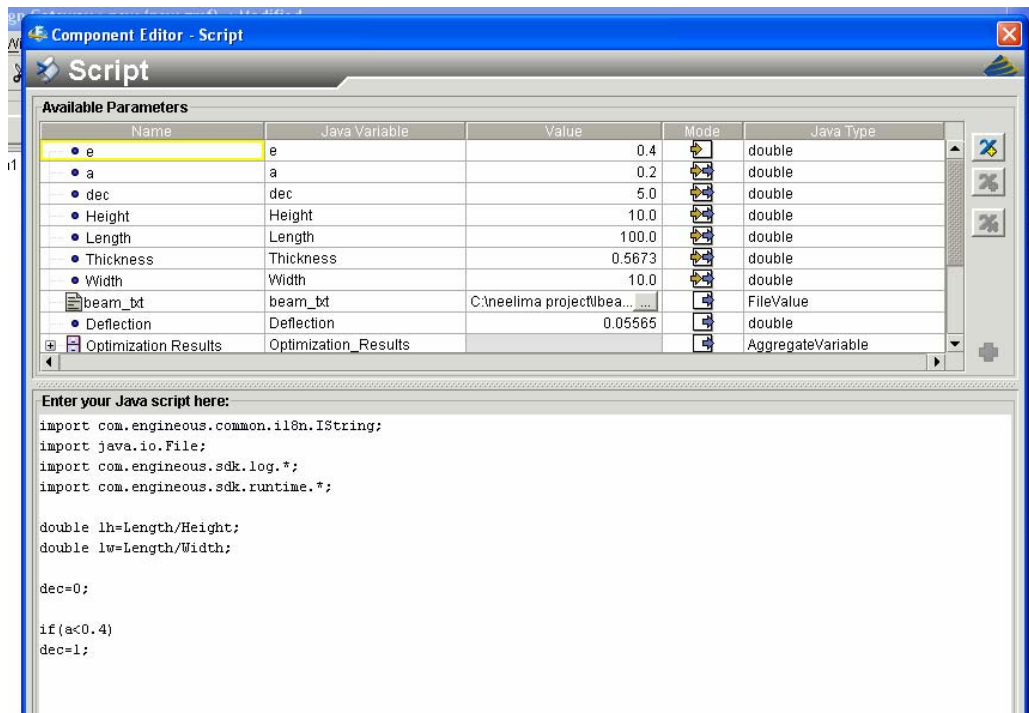 Component Editor - Script
Script
Available Parameters
Name Java Variable Value Mode Java Type
e e 0.4 double
a a 0.2 double
dec dec 5.0 double
Height Height 10.0 double
Length Length 100.0 double
Thickness Thickness 0.5673 double
Width Width 10.0 double
beam_txt beam_txt C:\neelima project\Ibea... ... FileValue
Deflection Deflection 0.05565 double
Optimization Results Optimization_Results AggregateVariable
Enter your Java script here:
import com.engineous.common.i18n.IString;
import java.io.File;
import com.engineous.sdk.log.*;
import com.engineous.sdk.runtime.*;
double lh=Length/Height;
double lw=Length/Width;
dec=0;
if(a<0.4)
dec=1;